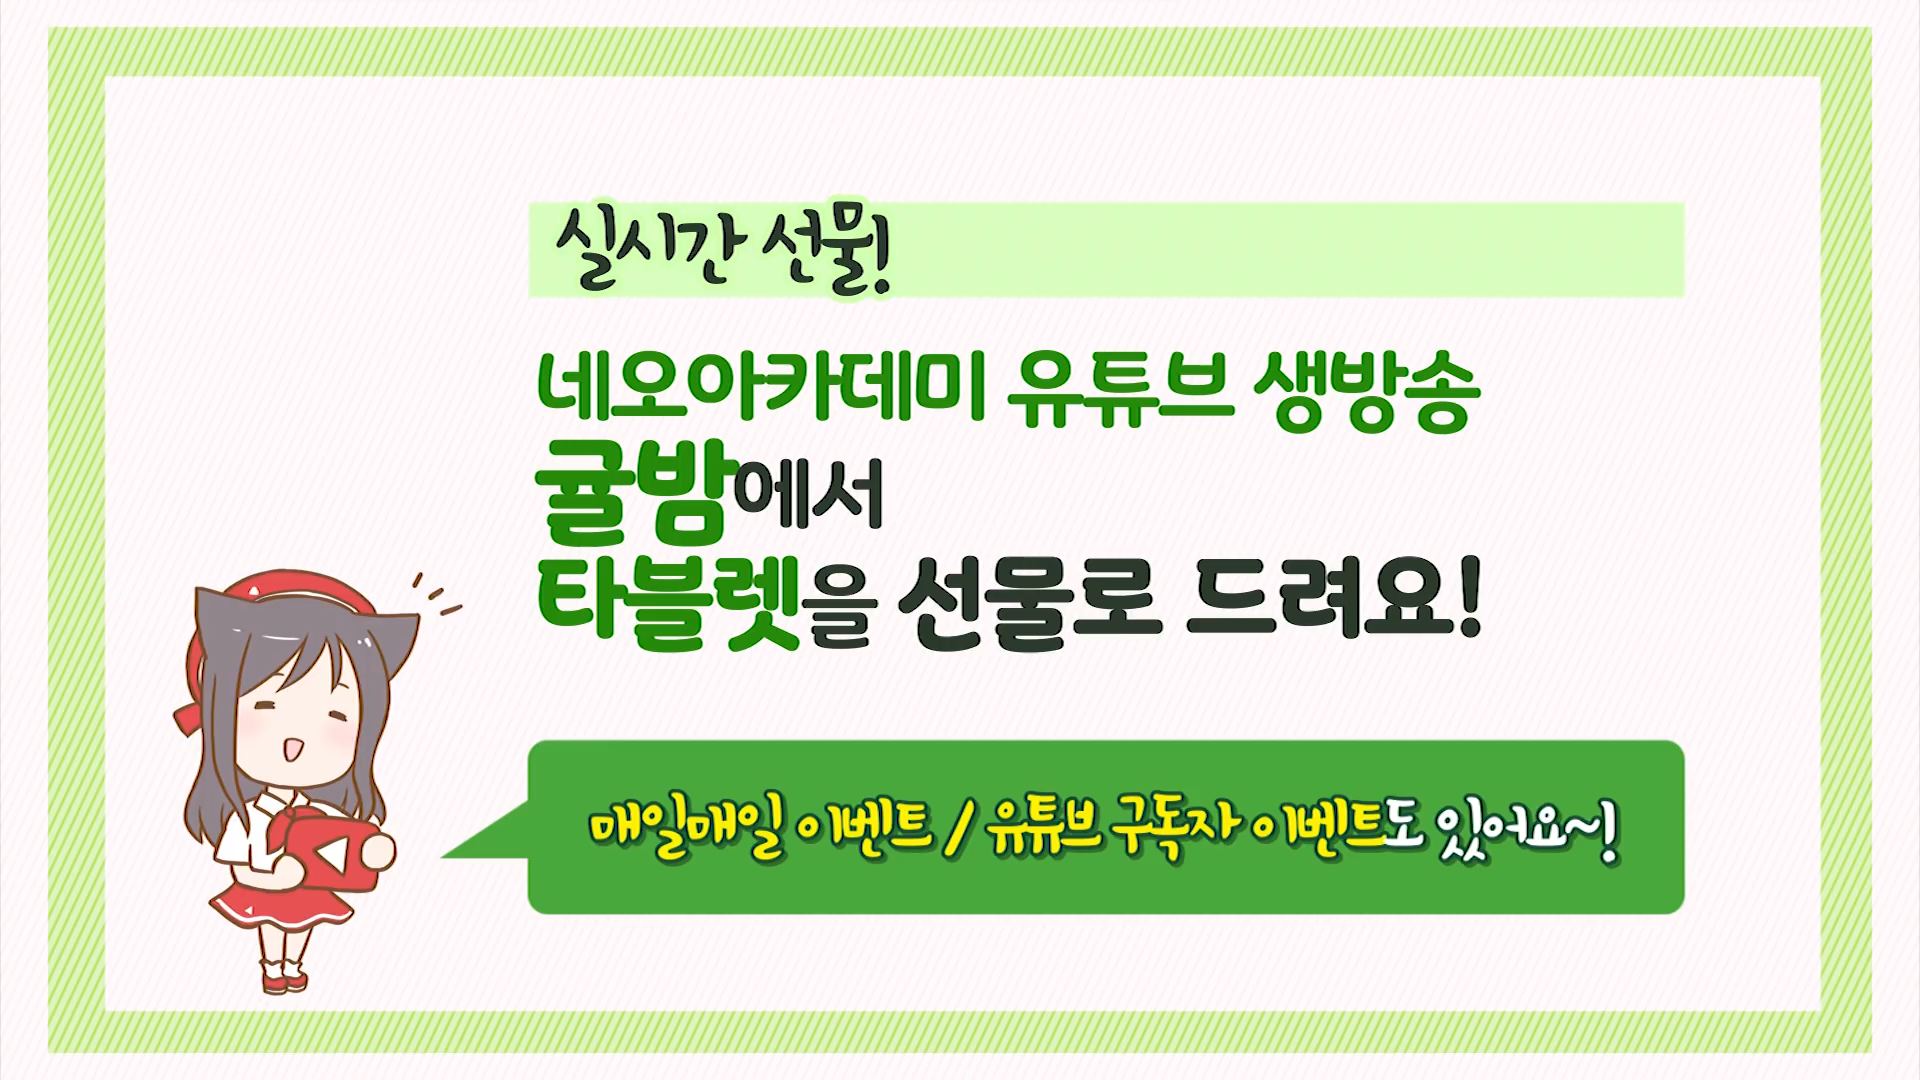 실시간 선물!
네오아카데미 유튜브 생방송
귤밤에서
타블렛을 선물로 드려요!
매일매일 이벤트 / 유튜브 구독자 이벤트도 있어요~!